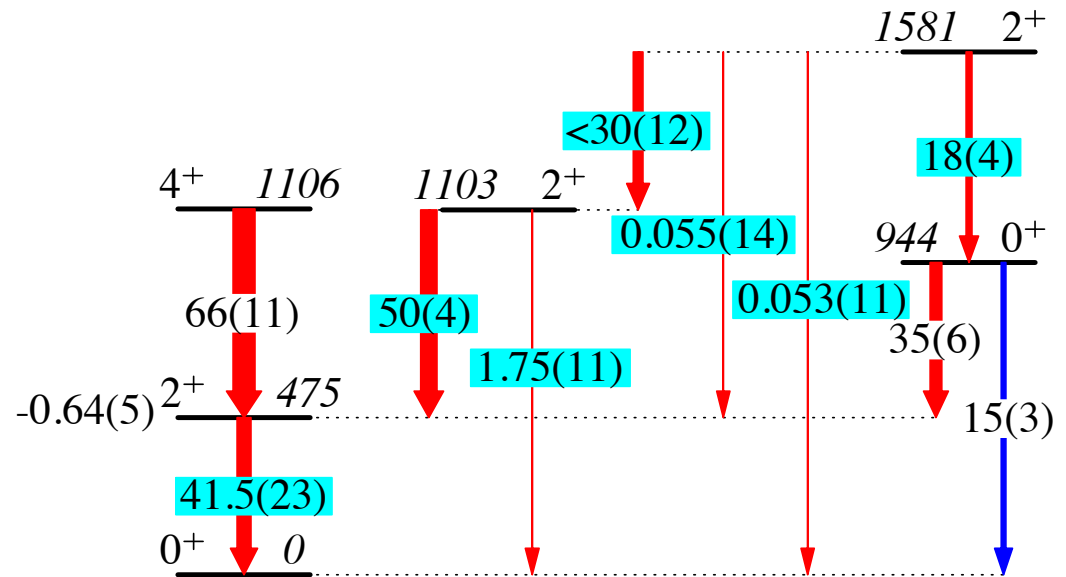 1581 2⁺
<30(12)
18(4)
4⁺ 1106 1103 2⁺
0.055(14) 944 0⁺
0.053(11)
66(11) 50(4) 35(6)
1.75(11)
-0.64(5) 2⁺ 475 15(3)
41.5(23)
0⁺ 0